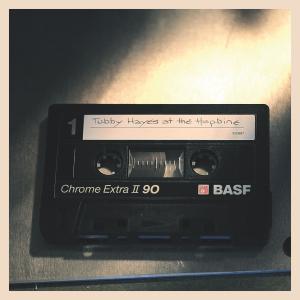 Tubby Hayes at the Hopbine
1
Chrome Extra II 90
BASF